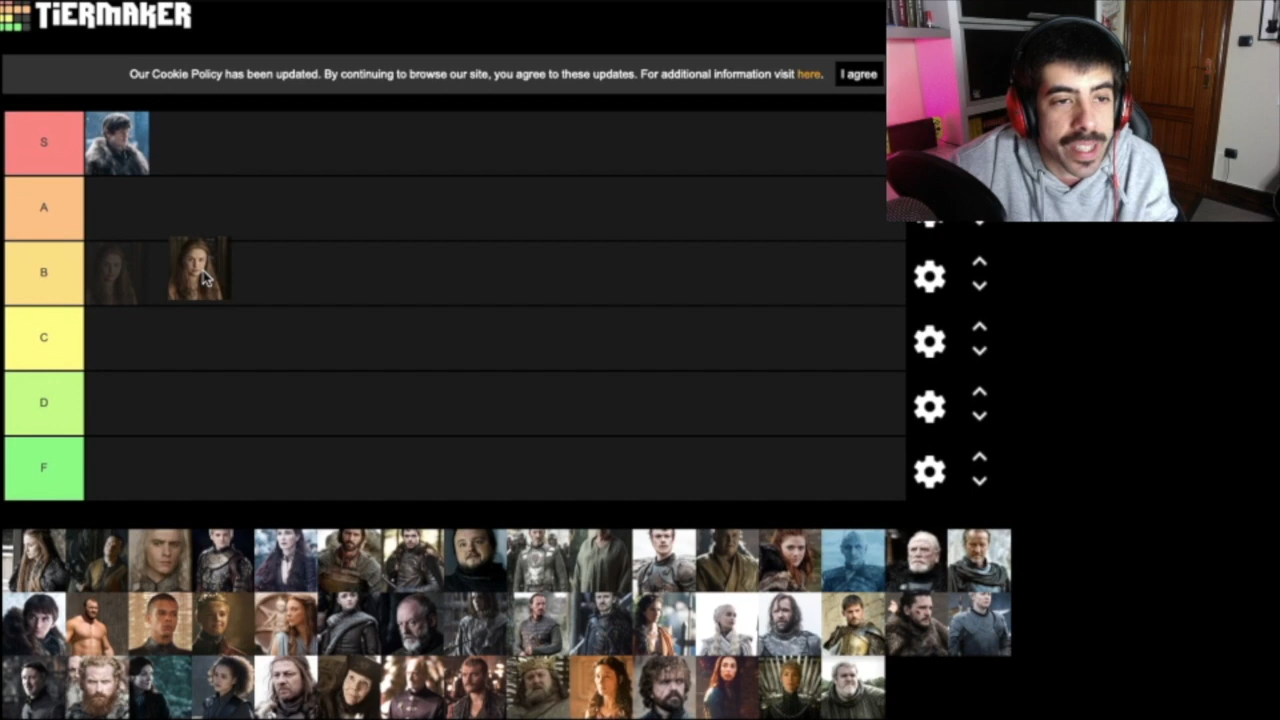 TiERMAKER
Our Cookie Policy has been updated. By continuing to browse our site, you agree to these updates. For additional information visit here. I agree
S
A
B
C
D
F